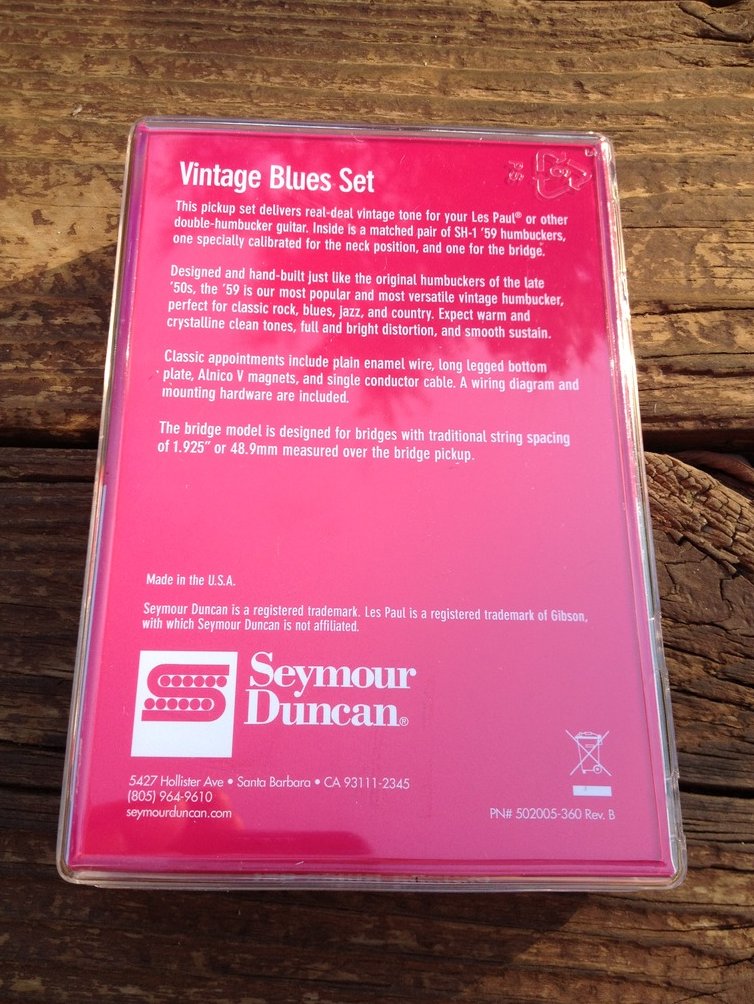 Vintage Blues Set
This pickup set delivers real-deal vintage tone for your Les Paul® or other
double-humbucker guitar. Inside is a matched pair of SH-1 '59 humbuckers,
one specially calibrated for the neck position, and one for the bridge.
Designed and hand-built just like the original humbuckers of the late
'50s, the '59 is our most popular and most versatile vintage humbucker,
perfect for classic rock, blues, jazz, and country. Expect warm and
crystalline clean tones, full and bright distortion, and smooth sustain.
Classic appointments include plain enamel wire, long legged bottom
plate, Alnico V magnets, and single conductor cable. A wiring diagram and
mounting hardware are included.
The bridge model is designed for bridges with traditional string spacing
of 1.925" or 48.9mm measured over the bridge pickup.
Made in the U.S.A.
Seymour Duncan is a registered trademark. Les Paul is a registered trademark of Gibson,
with which Seymour Duncan is not affiliated.
Seymour
Duncan®
5427 Hollister Ave • Santa Barbara • CA 93111-2345
(805) 964-9610
seymourduncan.com
PN# 502005-360 Rev. B
6
PS